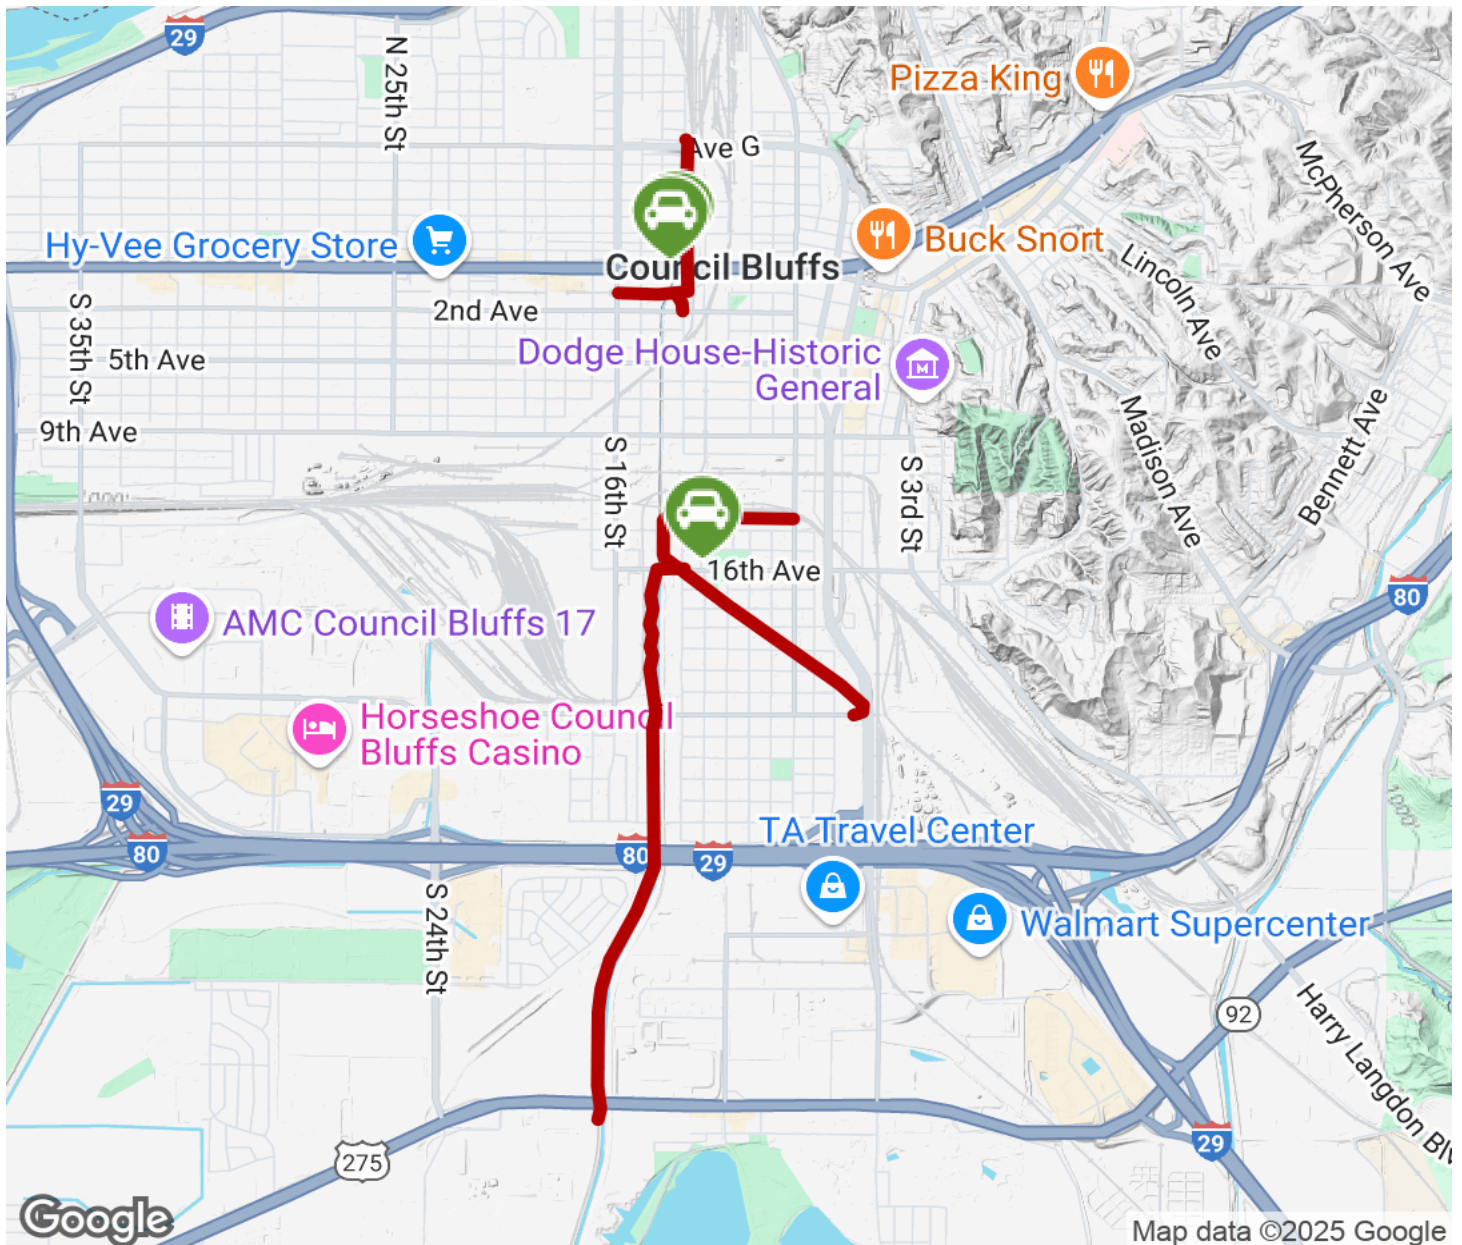 29
N 25th St
Pizza King
Ave G
McPherson Ave
Hy-Vee Grocery Store
Buck Snort
Council Bluffs
Lincoln Ave
S 35th St
2nd Ave
5th Ave
Dodge House-Historic
General
Madison Ave
Bennett Ave
9th Ave
S 16th St
S 3rd St
16th Ave
80
AMC Council Bluffs 17
Horseshoe Council
Bluffs Casino
29
80
80
29
TA Travel Center
S 24th St
Walmart Supercenter
92
Harry Langdon Blv
29
275
Google
Map data ©2025 Google